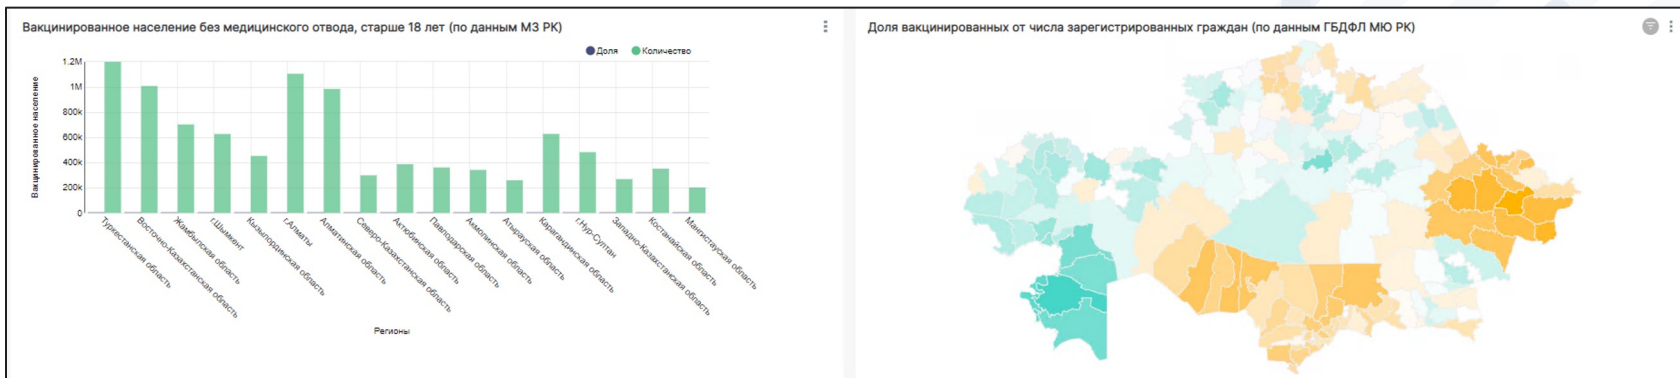 Вакцинированное население без медицинского отвода, старше 18 лет (по данным МЗ РК)
Доля
Количество
Вакцинированное население
1.2M
1M
800k
600k
400k
200k
0
Туркестанская область
Восточно-Казахстанская область
Жамбылская область
г.Шымкент
Кызылординская область
г.Алматы
Алматинская область
Северо-Казахстанская область
Актюбинская область
Павлодарская область
Акмолинская область
Атырауская область
Карагандинская область
г.Нур-Султан
Западно-Казахстанская область
Костанайская область
Мангистауская область
Регионы
Доля вакцинированных от числа зарегистрированных граждан (по данным ГБДФЛ МЮ РК)